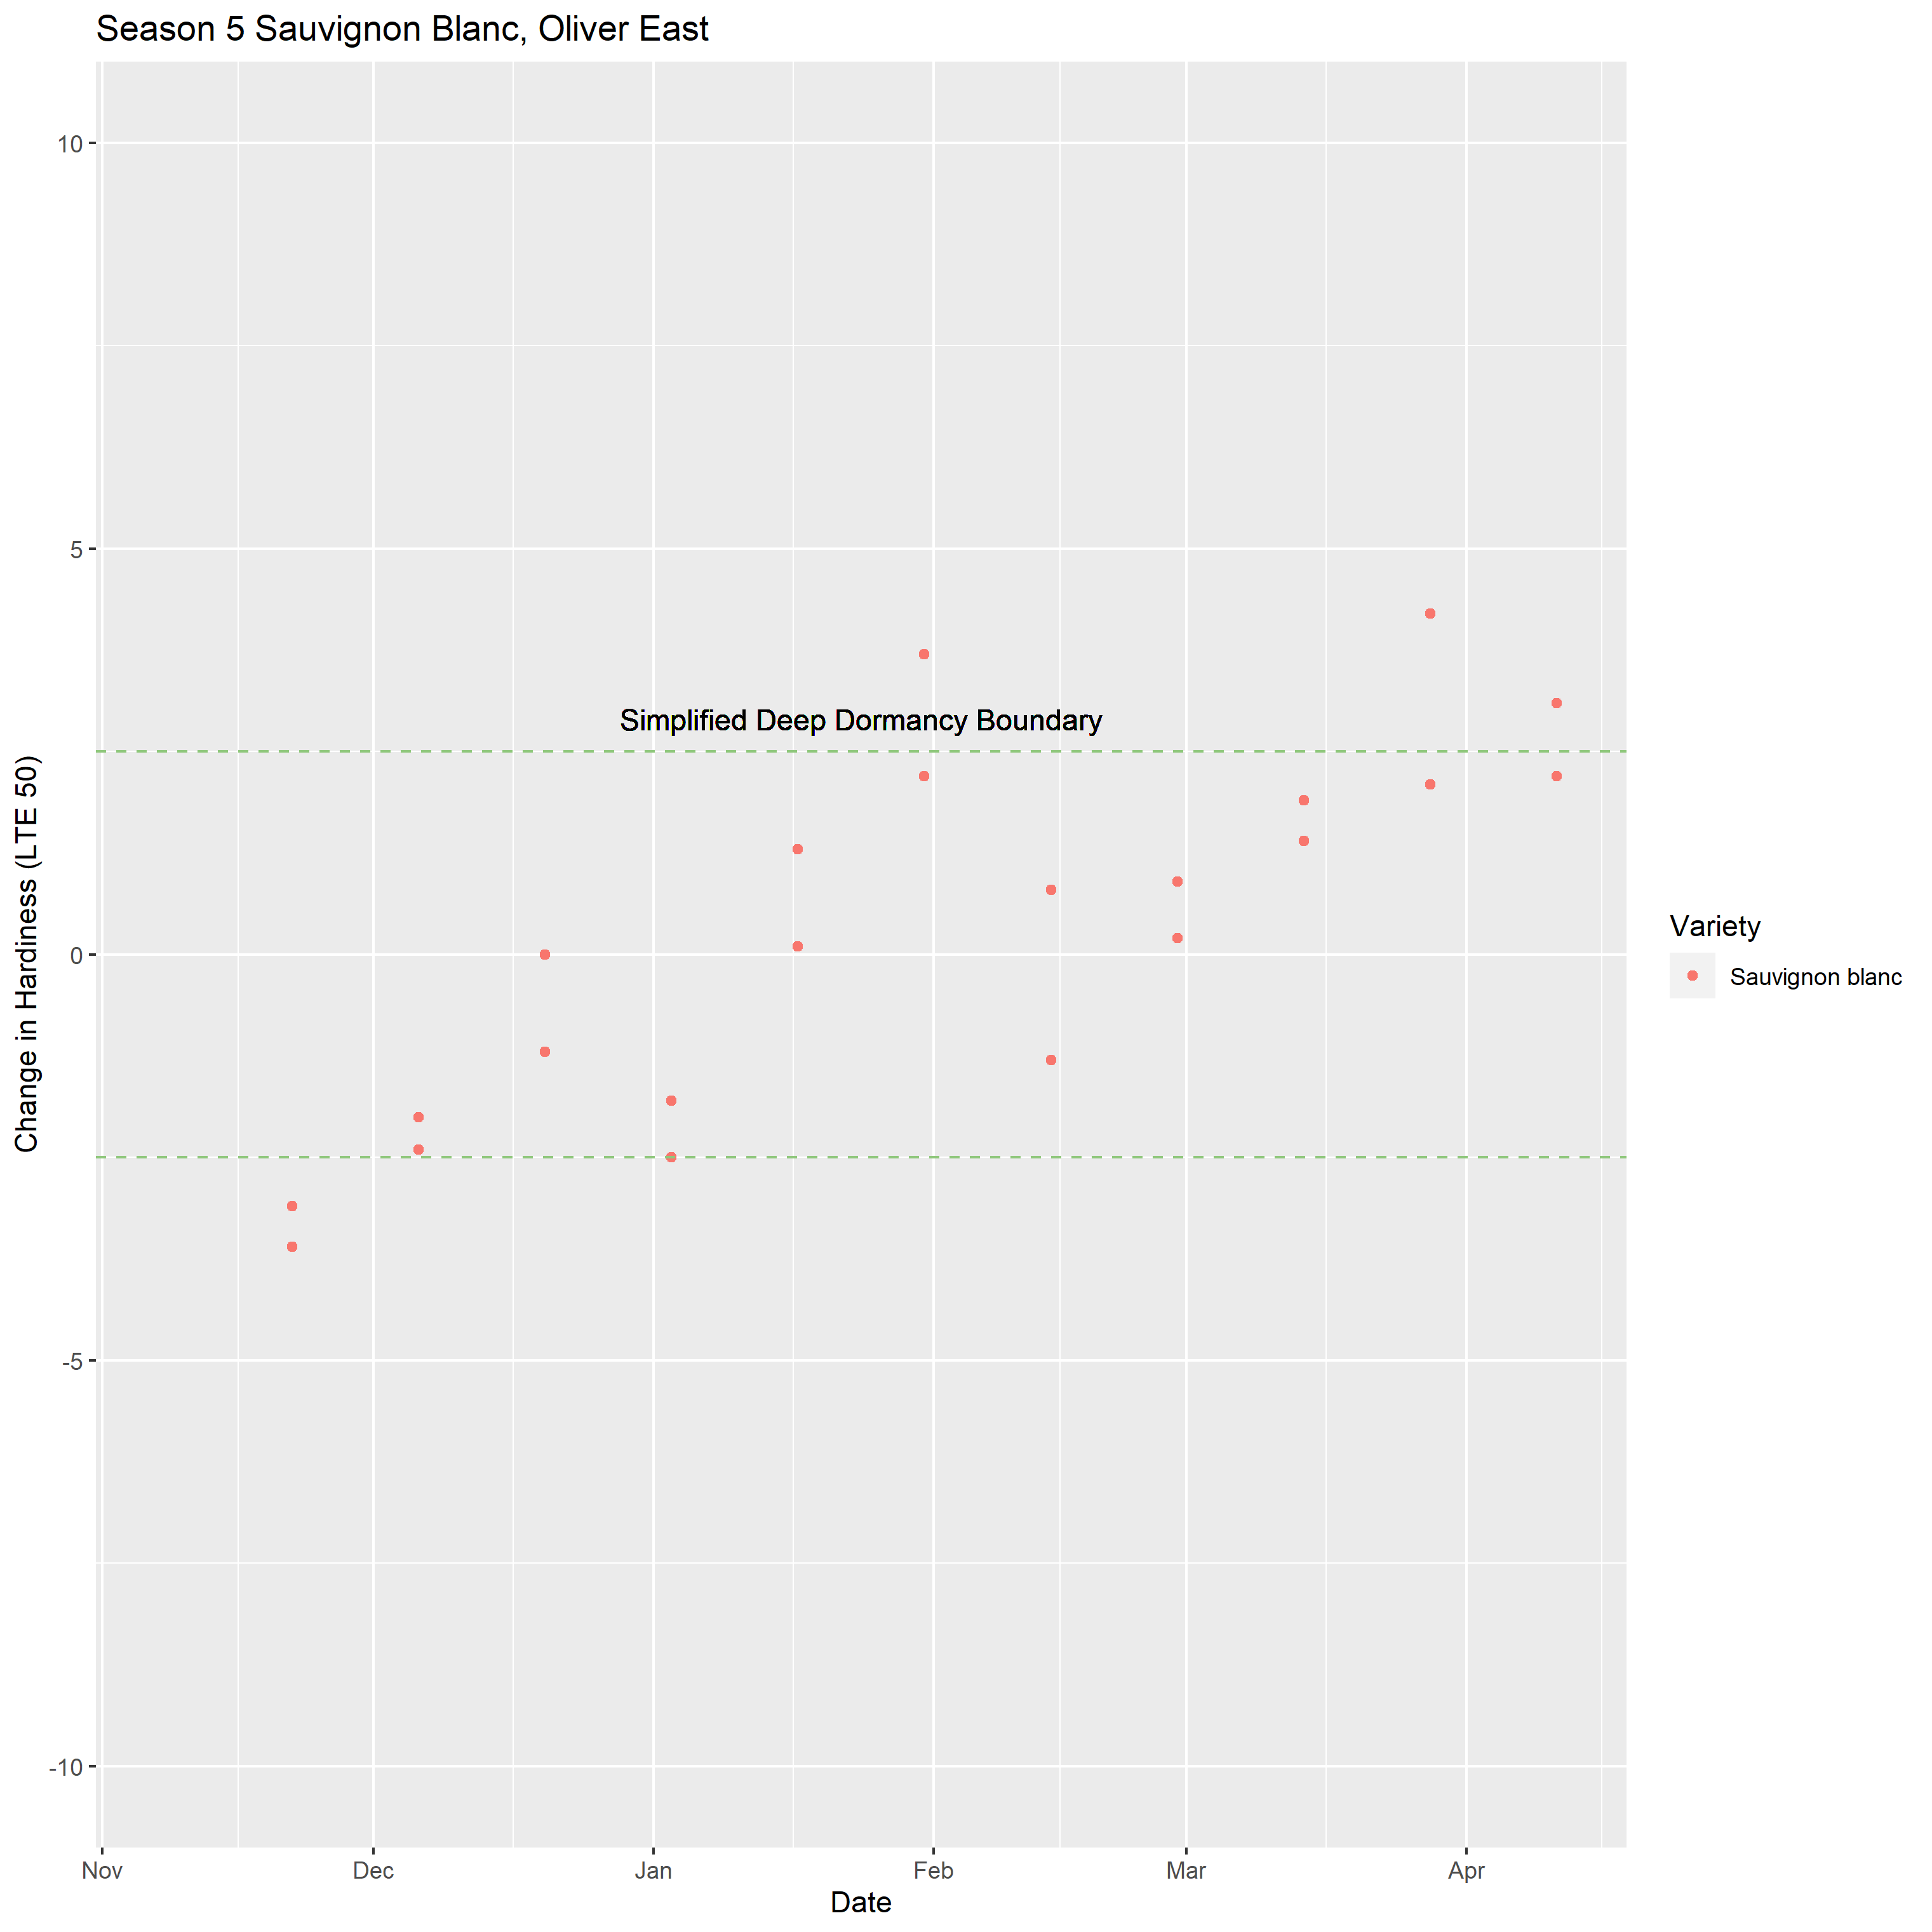 Season 5 Sauvignon Blanc, Oliver East
10
5
0
-5
-10
Change in Hardiness (LTE 50)
Simplified Deep Dormancy Boundary
Nov
Dec
Jan
Feb
Mar
Apr
Date
Variety
Sauvignon blanc